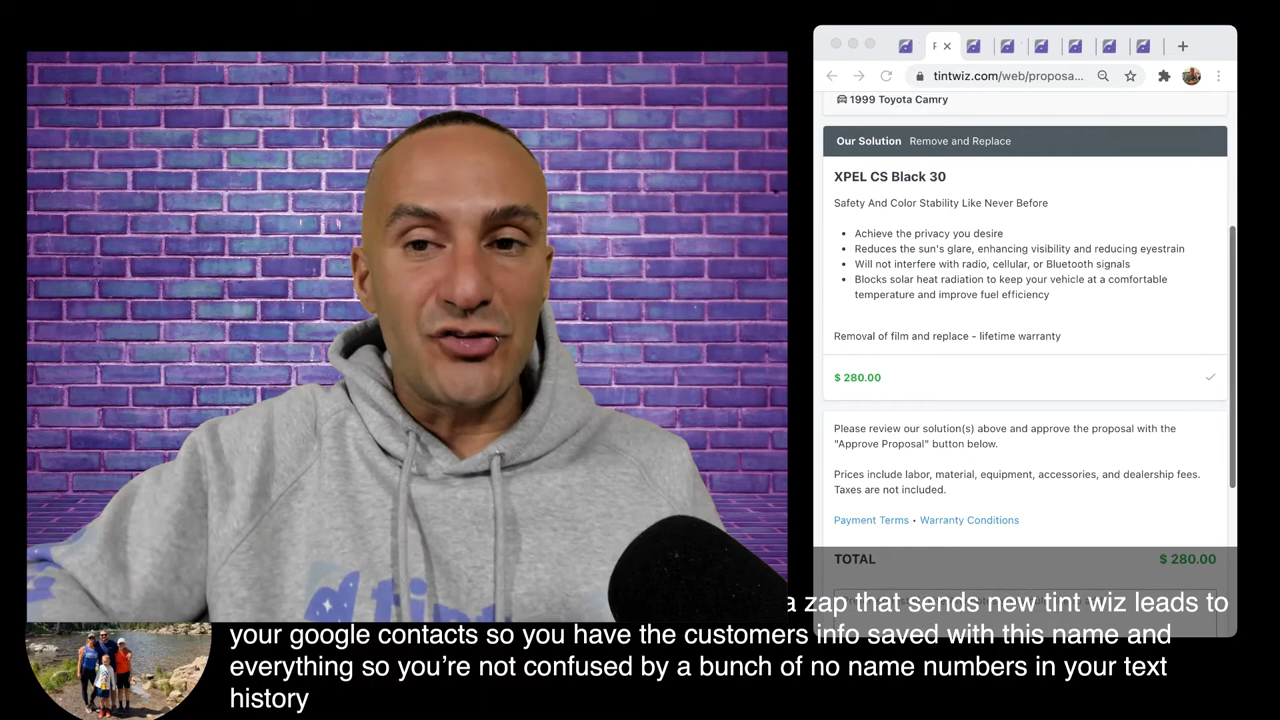 tintwiz.com/web/proposa...
1999 Toyota Camry
Our Solution Remove and Replace
XPEL CS Black 30
Safety And Color Stability Like Never Before
Achieve the privacy you desire
Reduces the sun's glare, enhancing visibility and reducing eyestrain
Will not interfere with radio, cellular, or Bluetooth signals
Blocks solar heat radiation to keep your vehicle at a comfortable
temperature and improve fuel efficiency
Removal of film and replace - lifetime warranty
$ 280.00
Please review our solution(s) above and approve the proposal with the
"Approve Proposal" button below.
Prices include labor, material, equipment, accessories, and dealership fees.
Taxes are not included.
Payment Terms • Warranty Conditions
TOTAL $ 280.00
a zap that sends new tint wiz leads to
your google contacts so you have the customers info saved with this name and
everything so you’re not confused by a bunch of no name numbers in your text
history